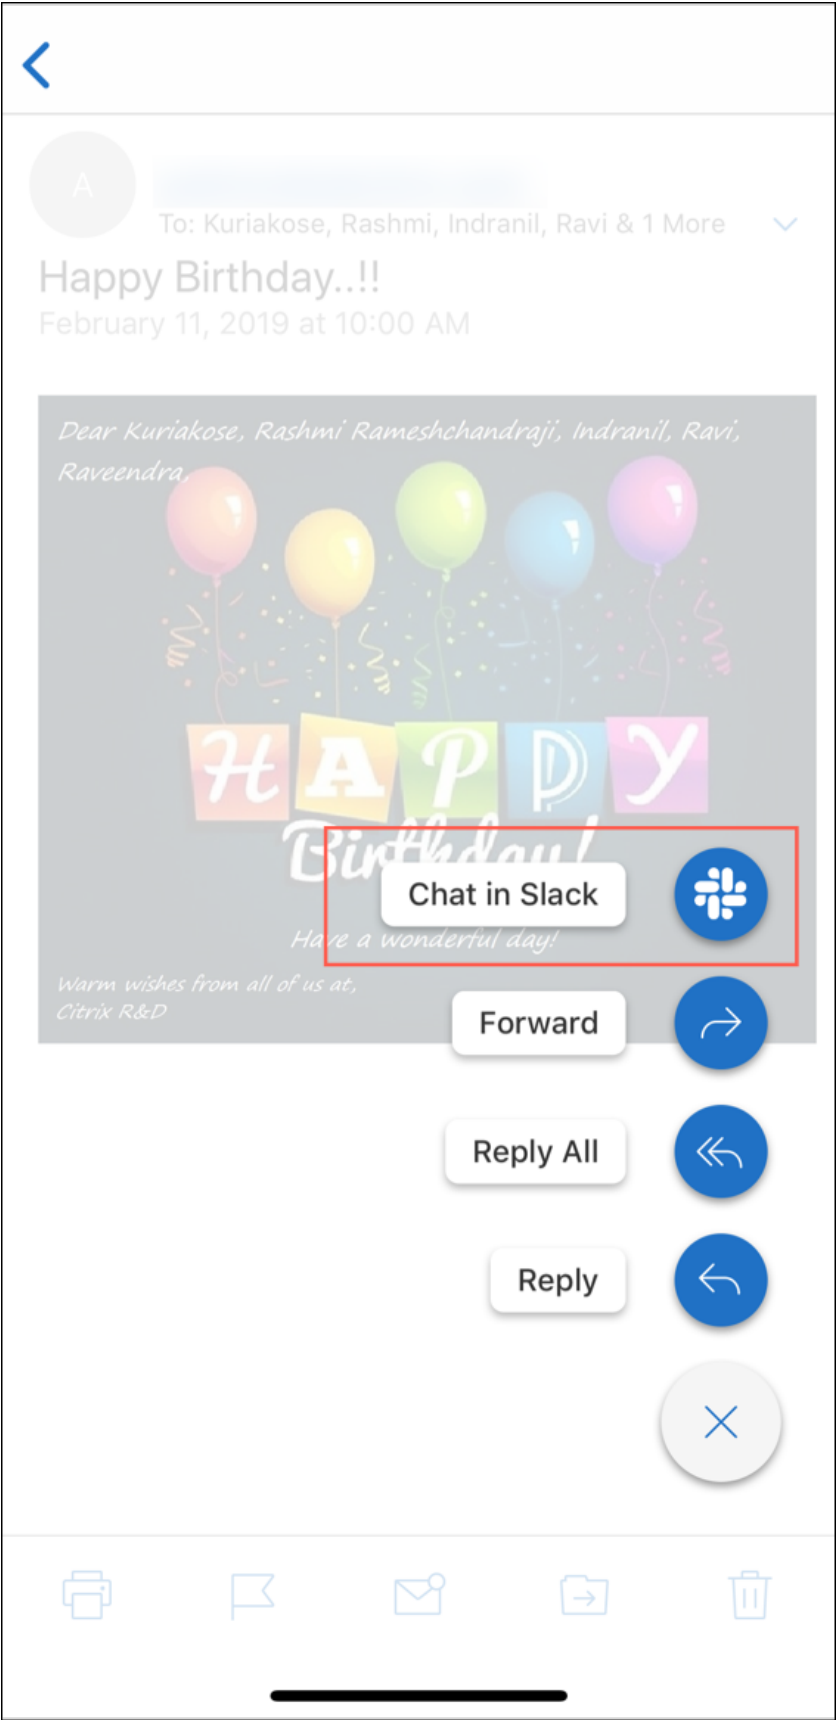 A
To: Kuriakose, Rashmi, Indranil, Ravi & 1 More
Happy Birthday..!!
February 11, 2019 at 10:00 AM
Dear Kuriakose, Rashmi Rameshchandraji, Indranil, Ravi,
Raveendra,
HAPPY
Birthday!
Chat in Slack
Have a wonderful day!
Warm wishes from all of us at,
Citrix R&D
Forward
Reply All
Reply